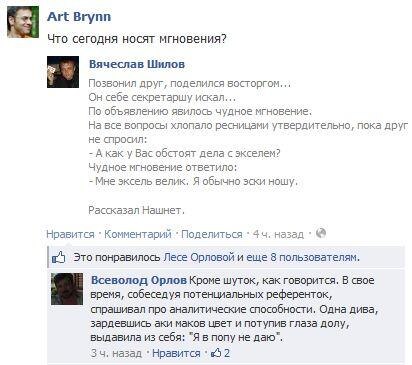 Art Brynn
Что сегодня носят мгновения?
Вячеслав Шилов
Позвонил друг, поделился восторгом...
Он себе секретаршу искал...
По объявлению явилось чудное мгновение.
На все вопросы хлопало ресницами утвердительно, пока друг
не спросил:
- А как у Вас обстоят дела с экселем?
Чудное мгновение ответило:
- Мне эксель велик. Я обычно эски ношу.
Рассказал Нашнет.
Нравится · Комментарий · Поделиться · 4 ч. назад ·
Это понравилось Лесе Орловой и еще 8 пользователям.
Всеволод Орлов Кроме шуток, как говорится. В свое
время, собеседуя потенциальных референток,
спрашивал про аналитические способности. Одна дива,
зардевшись аки маков цвет и потупив глаза долу,
выдавила из себя: "Я в попу не даю".
3 ч. назад · Нравится · 2